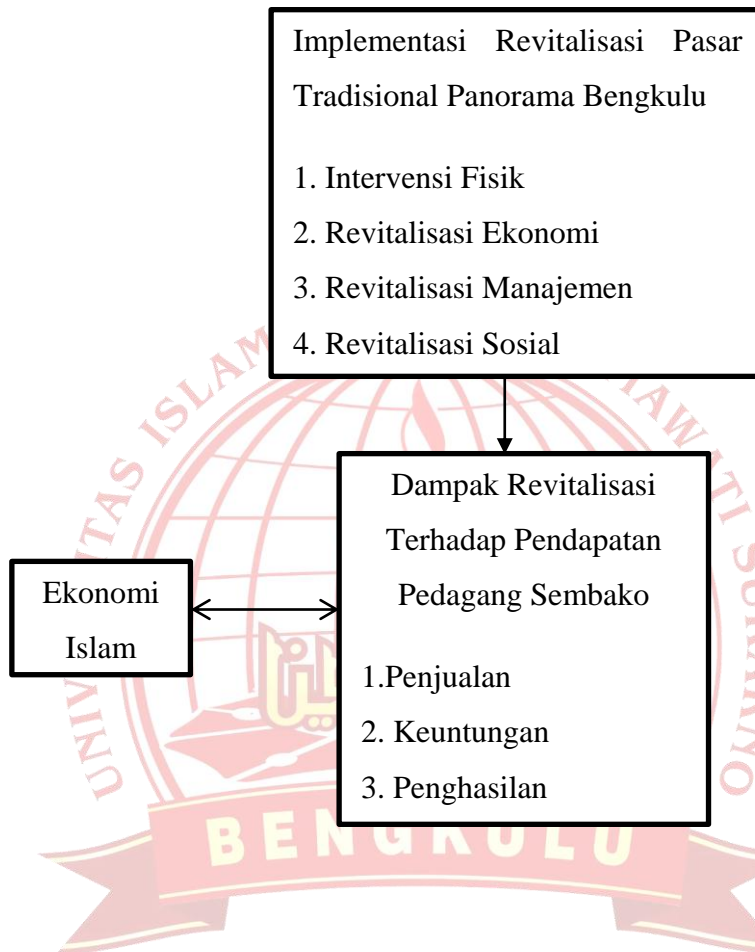 Implementasi Revitalisasi Pasar
Tradisional Panorama Bengkulu
1. Intervensi Fisik
2. Revitalisasi Ekonomi
3. Revitalisasi Manajemen
4. Revitalisasi Sosial
Dampak Revitalisasi
Terhadap Pendapatan
Pedagang Sembako
1.Penjualan
2. Keuntungan
3. Penghasilan
Ekonomi
Islam
ISLAM
BENGKULU